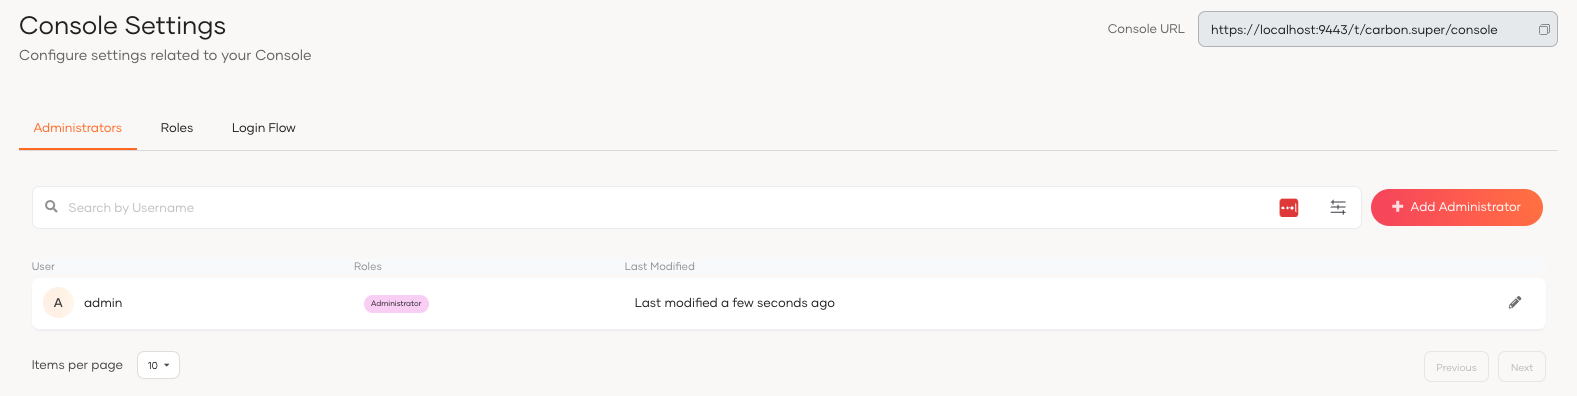 Console Settings
Configure settings related to your Console
Console URL
https://localhost:9443/t/carbon.super/console
Administrators
Roles
Login Flow
Search by Username
Add Administrator
User
Roles
Last Modified
A
admin
Administrator
Last modified a few seconds ago
Items per page
10
Previous
Next